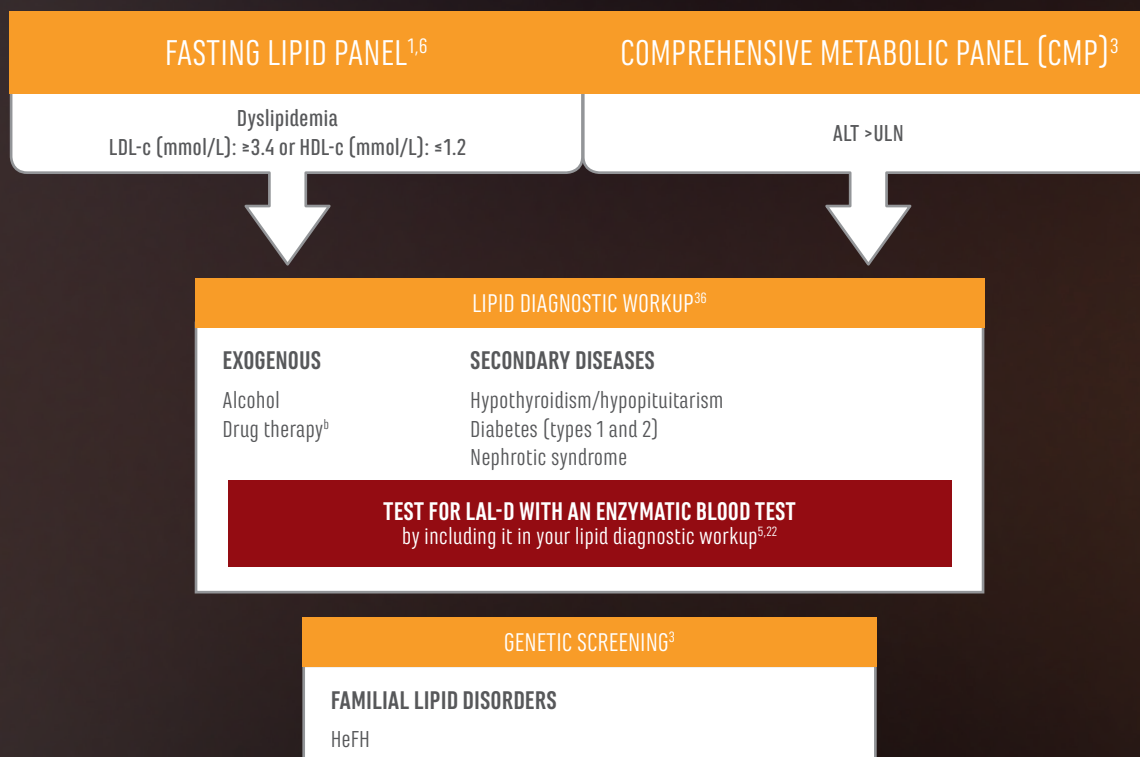 FASTING LIPID PANEL1,6
COMPREHENSIVE METABOLIC PANEL (CMP)3
Dyslipidemia
LDL-c (mmol/L): ≥3.4 or HDL-c (mmol/L): ≤1.2
ALT >ULN
LIPID DIAGNOSTIC WORKUP36
EXOGENOUS
Alcohol
Drug therapyb
SECONDARY DISEASES
Hypothyroidism/hypopituitarism
Diabetes (types 1 and 2)
Nephrotic syndrome
TEST FOR LAL-D WITH AN ENZYMATIC BLOOD TEST
by including it in your lipid diagnostic workup5,22
GENETIC SCREENING3
FAMILIAL LIPID DISORDERS
HeFH